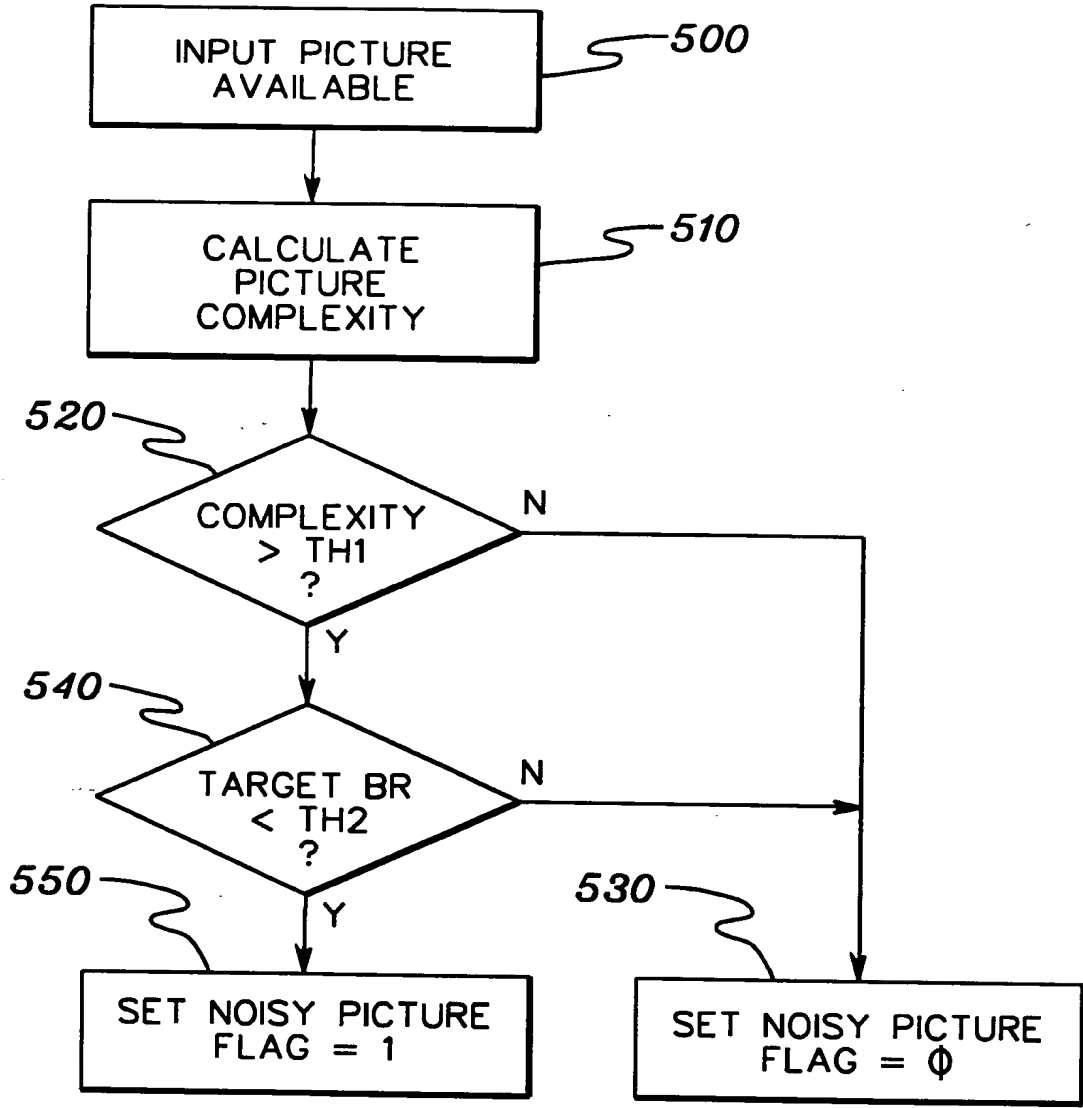 INPUT PICTURE
AVAILABLE
500
CALCULATE
PICTURE
COMPLEXITY
510
520
COMPLEXITY
> TH1
?
N
Y
540
TARGET BR
< TH2
?
N
Y
550
SET NOISY PICTURE
FLAG = 1
530
SET NOISY PICTURE
FLAG = ϕ